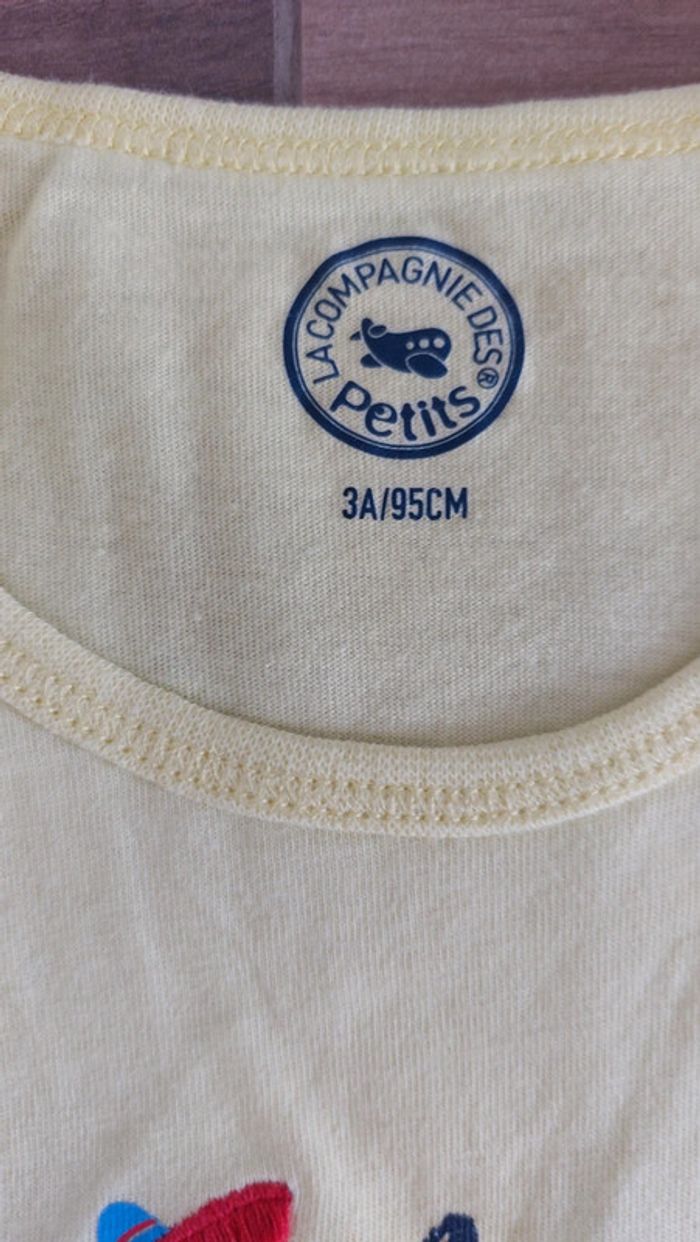 LA COMPAGNIE DES®
Petits
3A/95CM